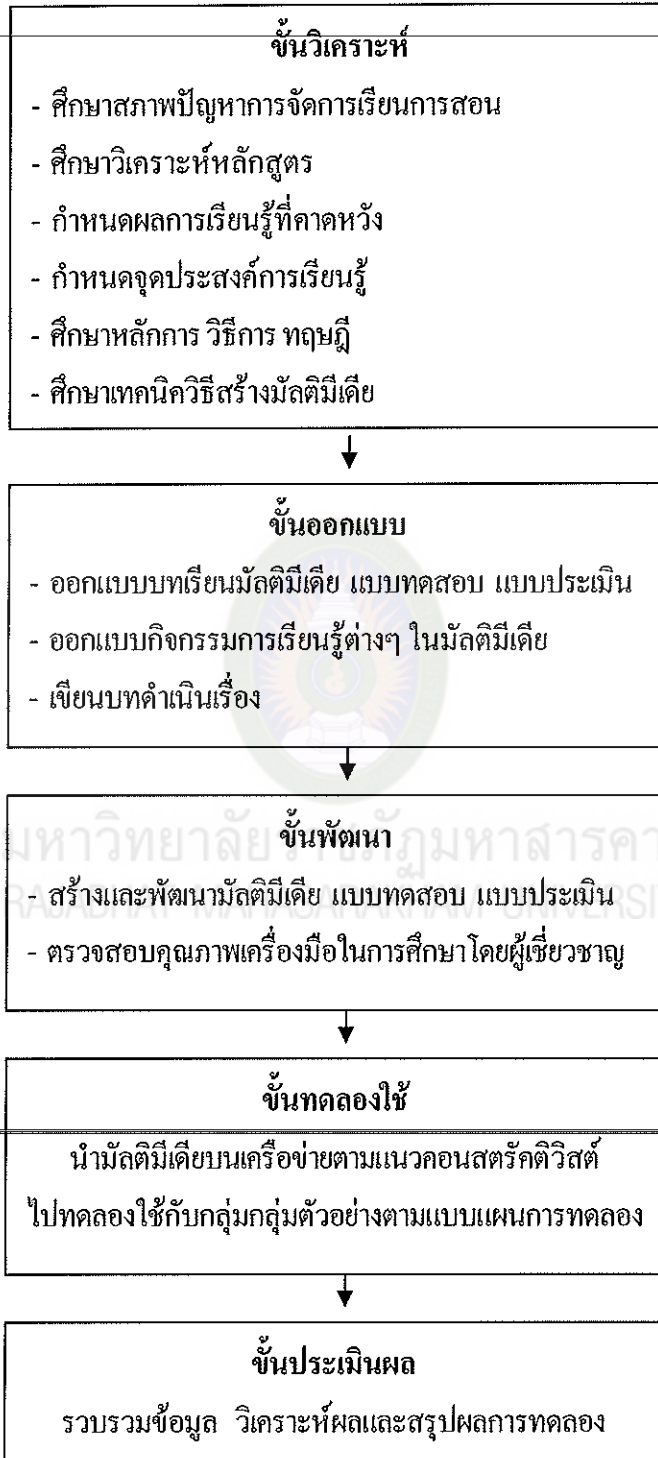 ขั้นวิเคราะห์
- ศึกษาสภาพปัญหาการจัดการเรียนการสอน
- ศึกษาวิเคราะห์หลักสูตร
- กำหนดผลการเรียนรู้ที่คาดหวัง
- กำหนดจุดประสงค์การเรียนรู้
- ศึกษาหลักการ วิธีการ ทฤษฎี
- ศึกษาเทคนิควิธีสร้างมัลติมีเดีย
ขั้นออกแบบ
- ออกแบบบทเรียนมัลติมีเดีย แบบทดสอบ แบบประเมิน
- ออกแบบกิจกรรมการเรียนรู้ต่างๆ ในมัลติมีเดีย
- เขียนบทดำเนินเรื่อง
ขั้นพัฒนา
- สร้างและพัฒนามัลติมีเดีย แบบทดสอบ แบบประเมิน
- ตรวจสอบคุณภาพเครื่องมือในการศึกษาโดยผู้เชี่ยวชาญ
ขั้นทดลองใช้
นำมัลติมีเดียบนเครือข่ายตามแนวคอนสตรัคติวิสต์
ไปทดลองใช้กับกลุ่มกลุ่มตัวอย่างตามแบบแผนการทดลอง
ขั้นประเมินผล
รวบรวมข้อมูล วิเคราะห์ผลและสรุปผลการทดลอง